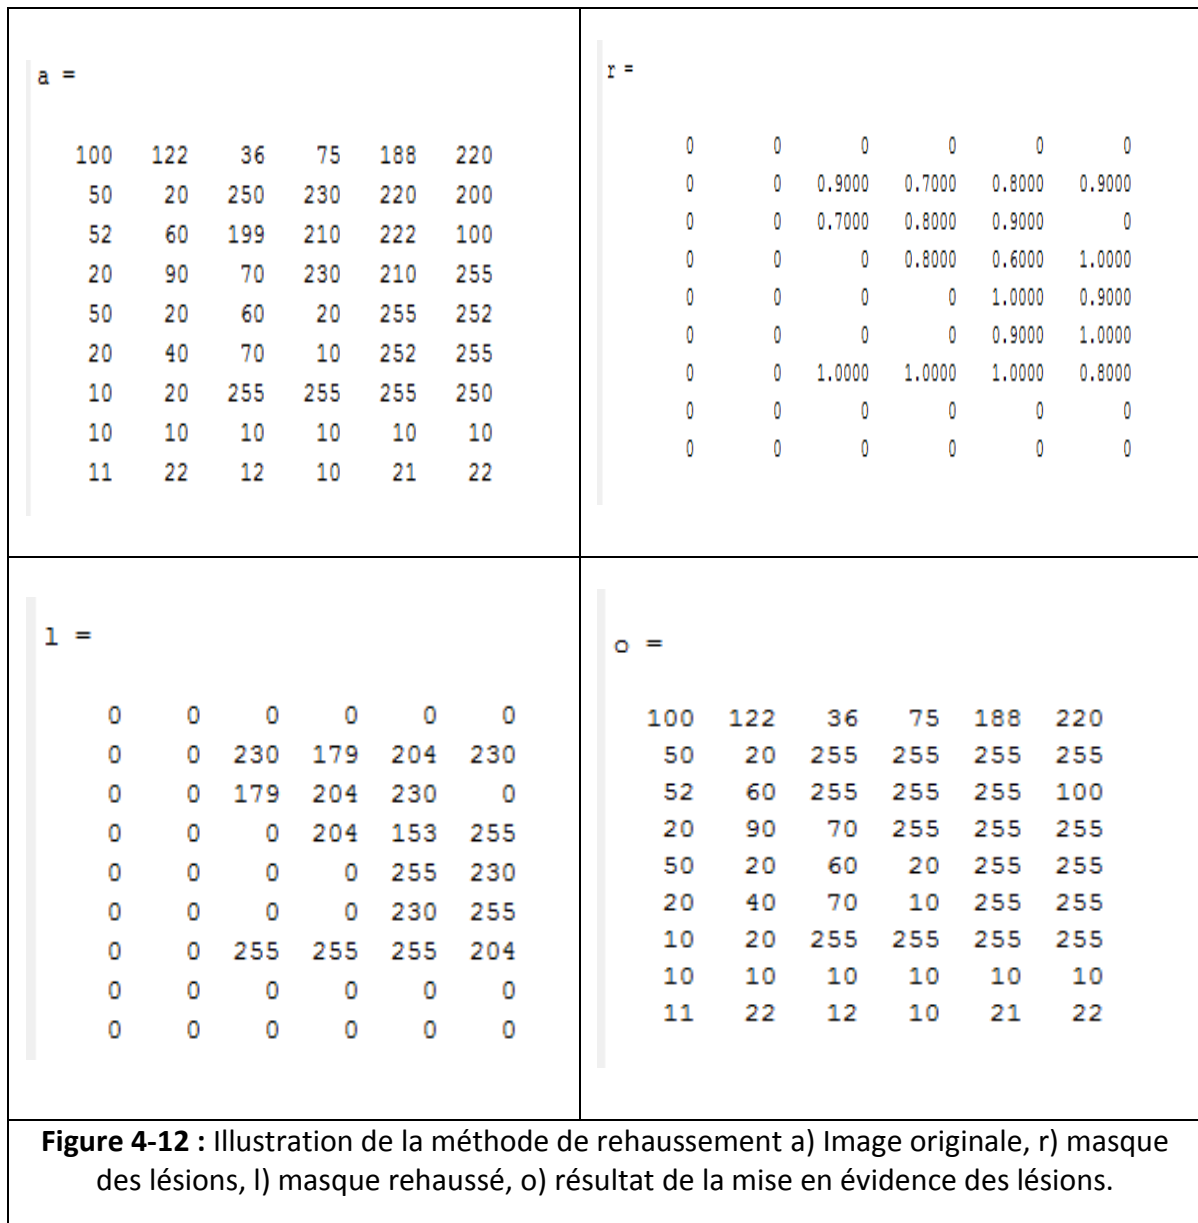 a =
100 122 36 75 188 220
50 20 250 230 220 200
52 60 199 210 222 100
20 90 70 230 210 255
50 20 60 20 255 252
20 40 70 10 252 255
10 20 255 255 255 250
10 10 10 10 10 10
11 22 12 10 21 22
r =
0 0 0 0 0 0
0 0 0.9000 0.7000 0.8000 0.9000
0 0 0.7000 0.8000 0.9000 0
0 0 0 0.8000 0.6000 1.0000
0 0 0 0 1.0000 0.9000
0 0 0 0 0.9000 1.0000
0 0 1.0000 1.0000 1.0000 0.8000
0 0 0 0 0 0
0 0 0 0 0 0
l =
0 0 0 0 0 0
0 0 230 179 204 230
0 0 179 204 230 0
0 0 0 204 153 255
0 0 0 0 255 230
0 0 0 0 230 255
0 0 255 255 255 204
0 0 0 0 0 0
0 0 0 0 0 0
o =
100 122 36 75 188 220
50 20 255 255 255 255
52 60 255 255 255 100
20 90 70 255 255 255
50 20 60 20 255 255
20 40 70 10 255 255
10 20 255 255 255 255
10 10 10 10 10 10
11 22 12 10 21 22
Figure 4-12 : Illustration de la méthode de rehaussement a) Image originale, r) masque
des lésions, l) masque rehaussé, o) résultat de la mise en évidence des lésions.